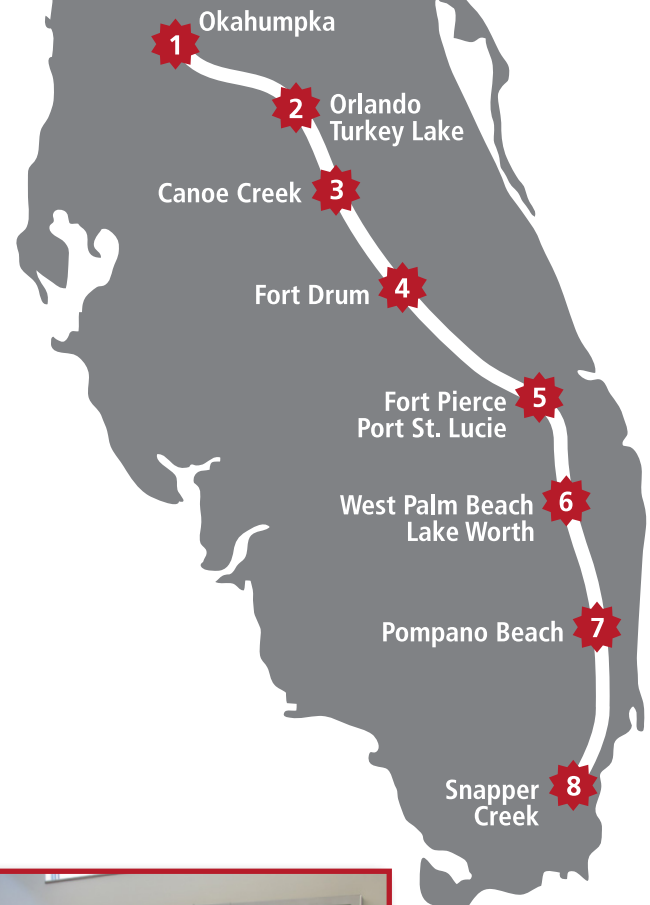 Okahumpka
1
2
Orlando
Turkey Lake
Canoe Creek
3
Fort Drum
4
Fort Pierce
Port St. Lucie
5
West Palm Beach
Lake Worth
6
Pompano Beach
7
Snapper
Creek
8